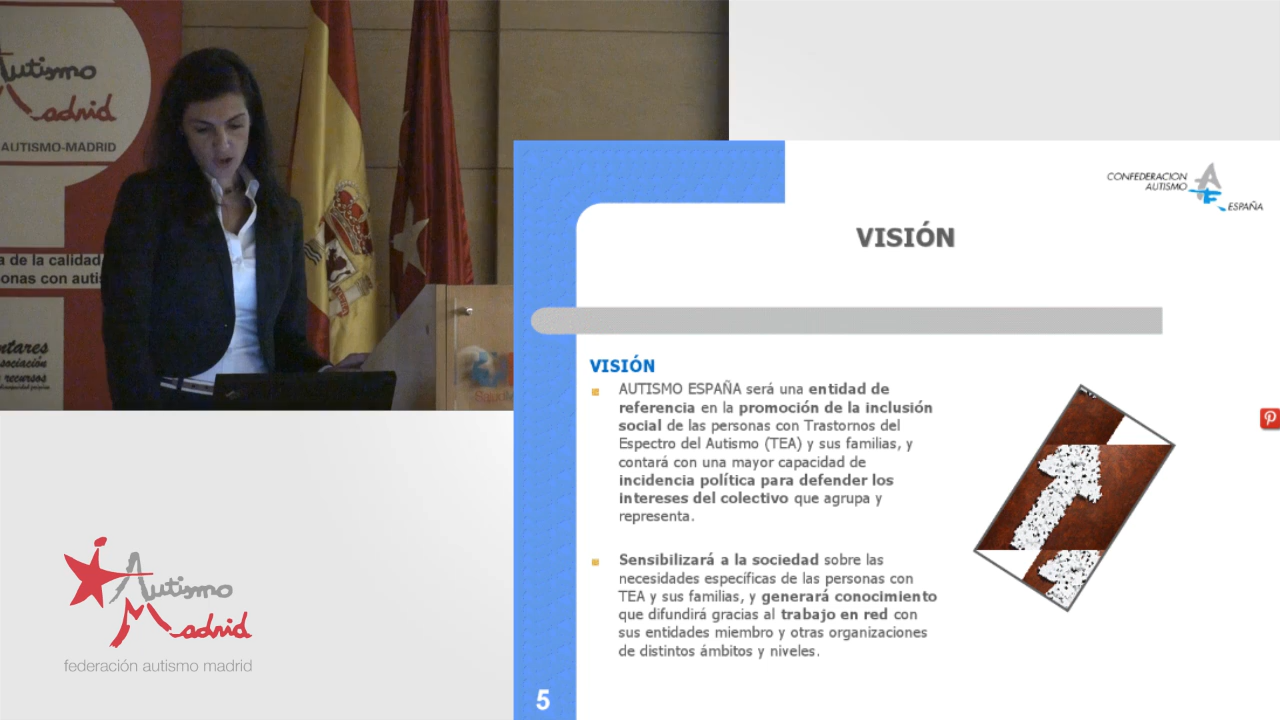 Autismo
Madrid
AUTISMO-MADRID
a de la calidad
onas con autis
ntares
sociación
recursos
CONFEDERACION
AUTISMO
ESPAÑA
VISIÓN
VISIÓN
AUTISMO ESPAÑA será una entidad de
referencia en la promoción de la inclusión
social de las personas con Trastornos del
Espectro del Autismo (TEA) y sus familias, y
contará con una mayor capacidad de
incidencia política para defender los
intereses del colectivo que agrupa y
representa.
Sensibilizará a la sociedad sobre las
necesidades específicas de las personas con
TEA y sus familias, y generará conocimiento
que difundirá gracias al trabajo en red con
sus entidades miembro y otras organizaciones
de distintos ámbitos y niveles.
5
Autismo
Madrid
federación autismo madrid